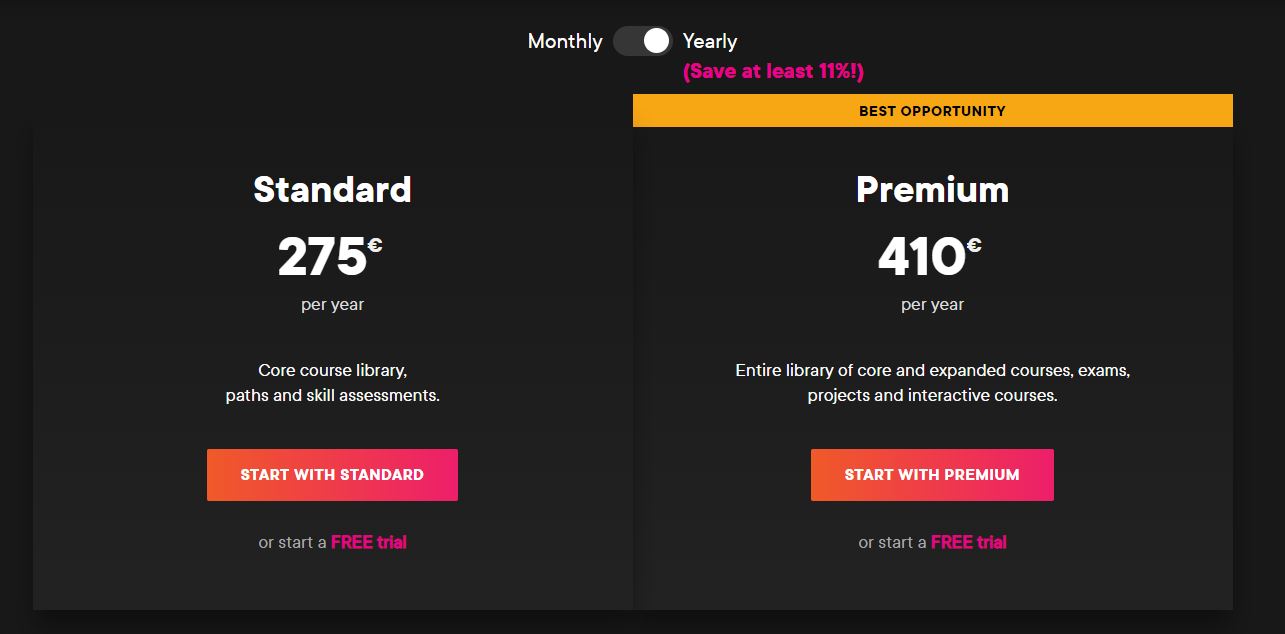 Monthly Yearly
(Save at least 11%!)
BEST OPPORTUNITY
Standard
275€
per year
Core course library,
paths and skill assessments.
START WITH STANDARD
or start a FREE trial
Premium
410€
per year
Entire library of core and expanded courses, exams,
projects and interactive courses.
START WITH PREMIUM
or start a FREE trial